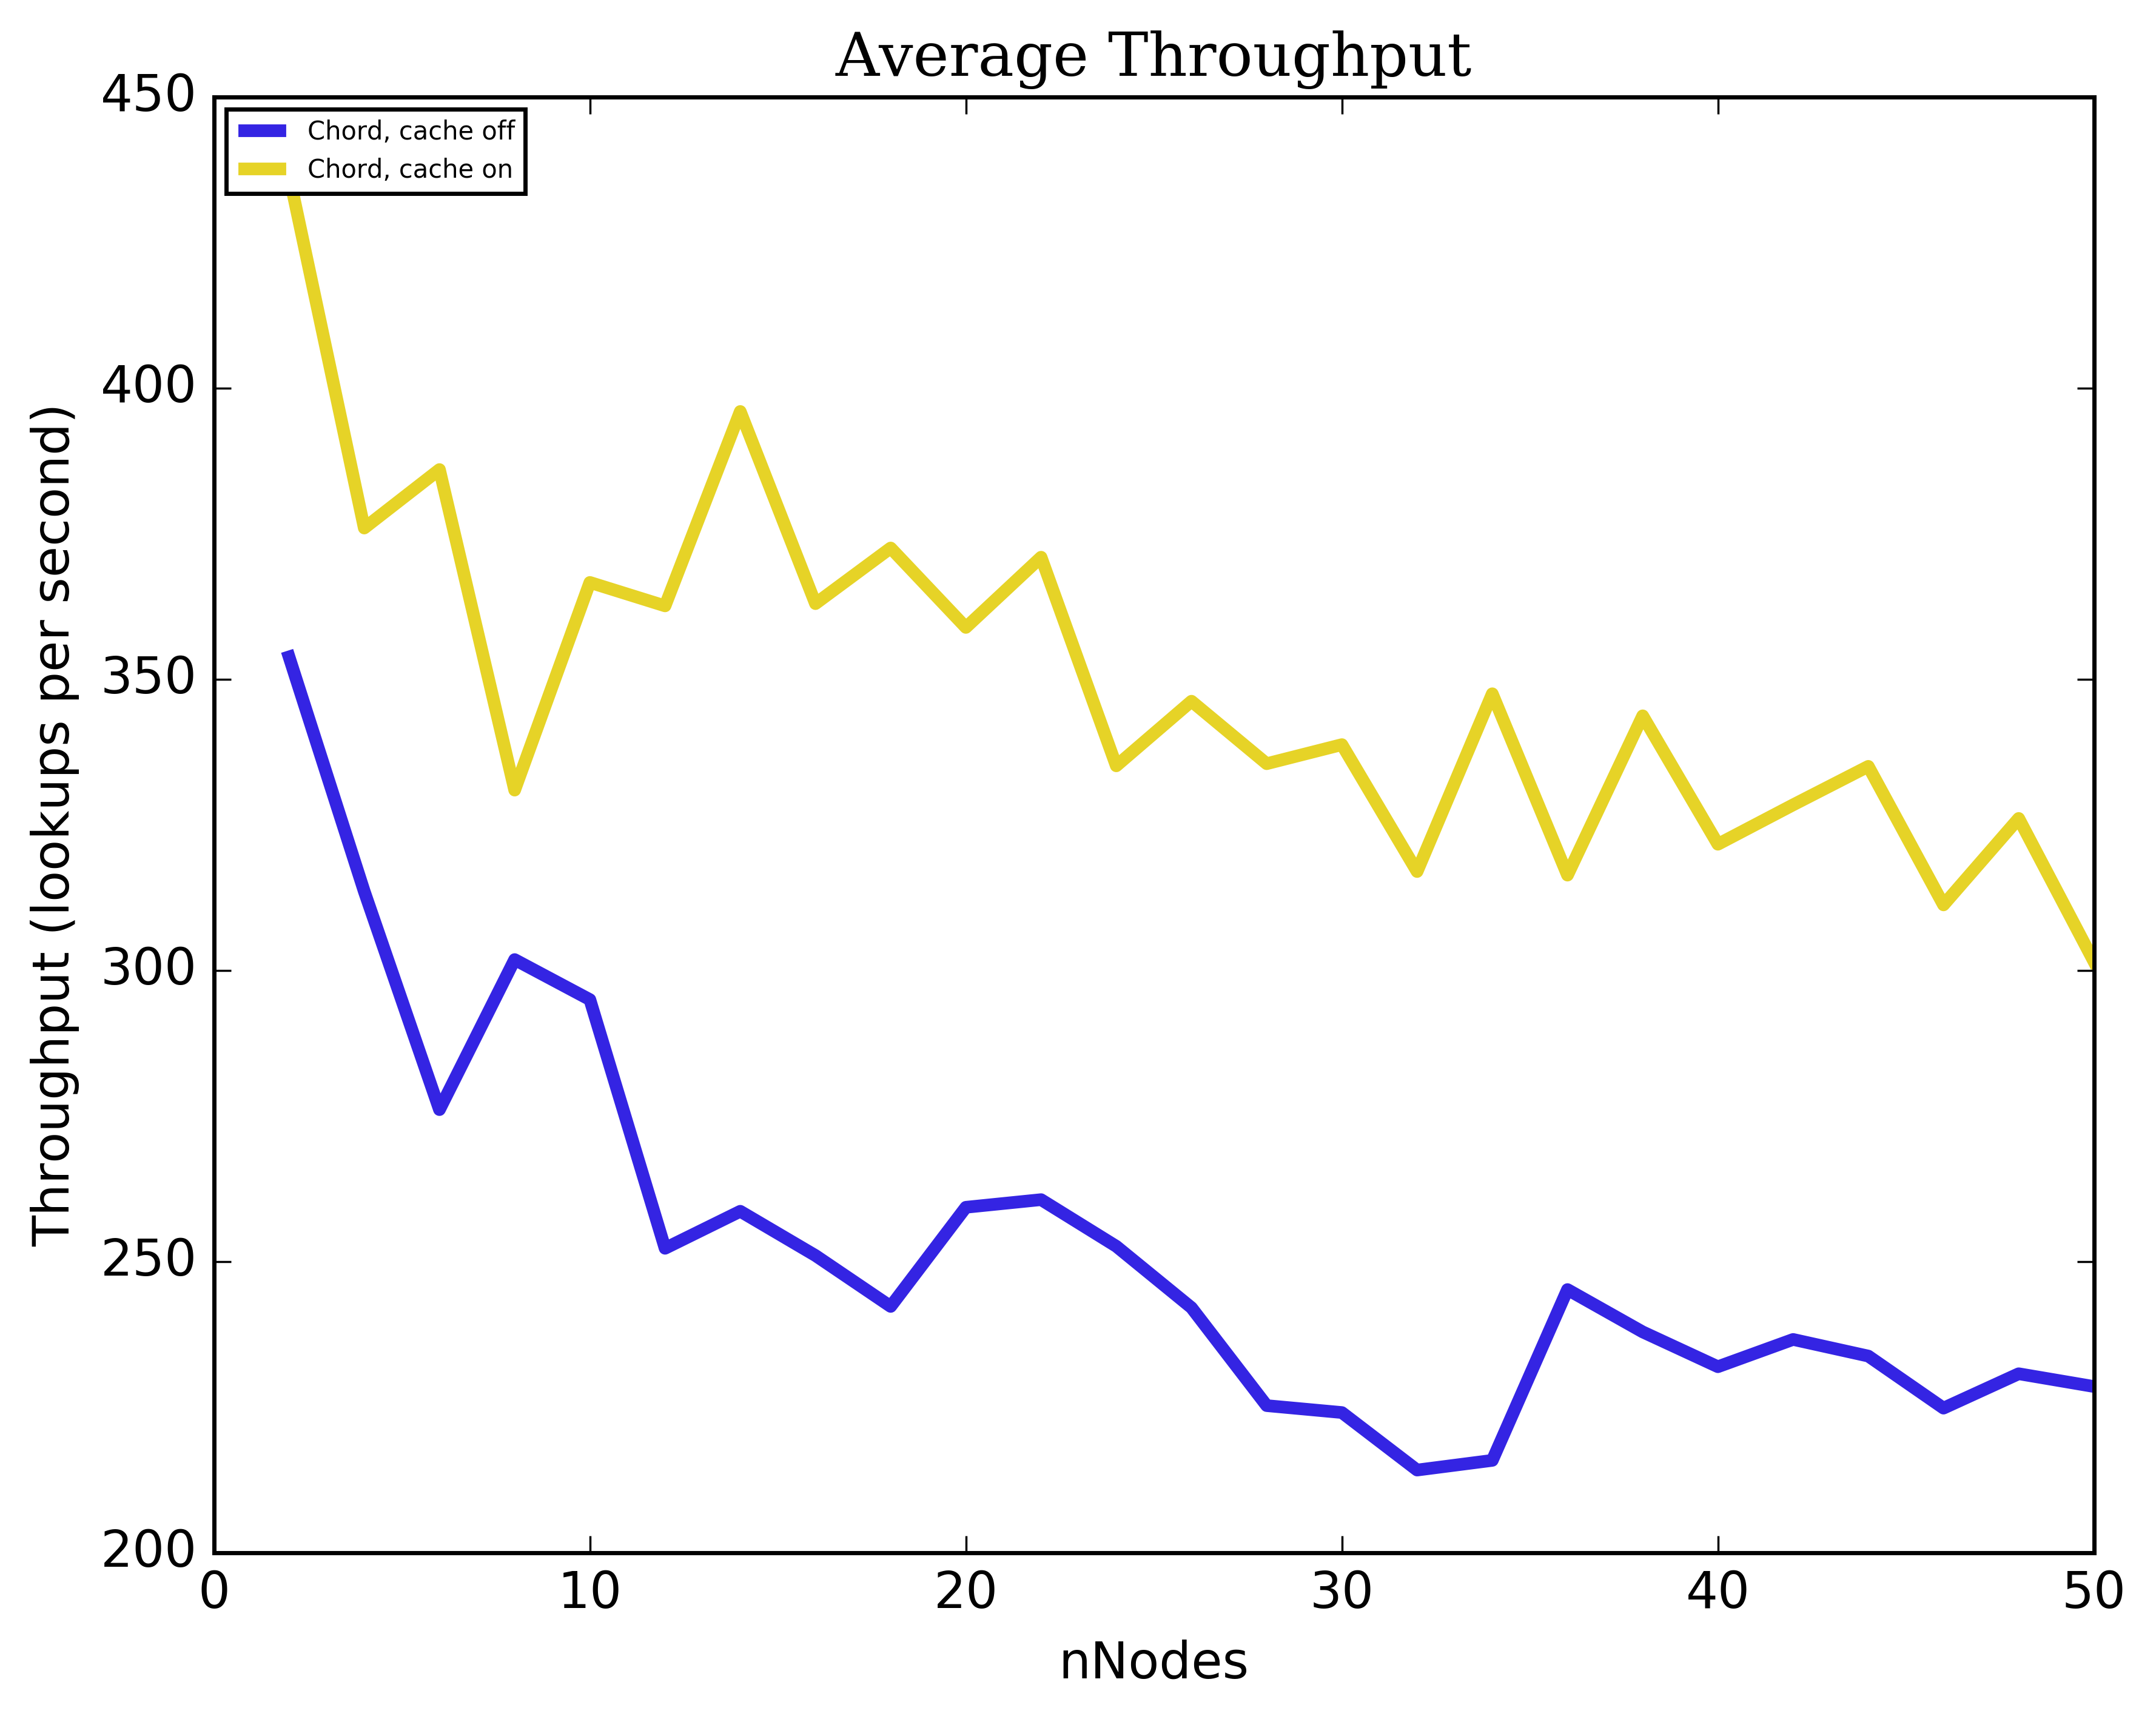 Average Throughput
Chord, cache off
Chord, cache on
Throughput (lookups per second)
450
400
350
300
250
200
0 10 20 30 40 50
nNodes